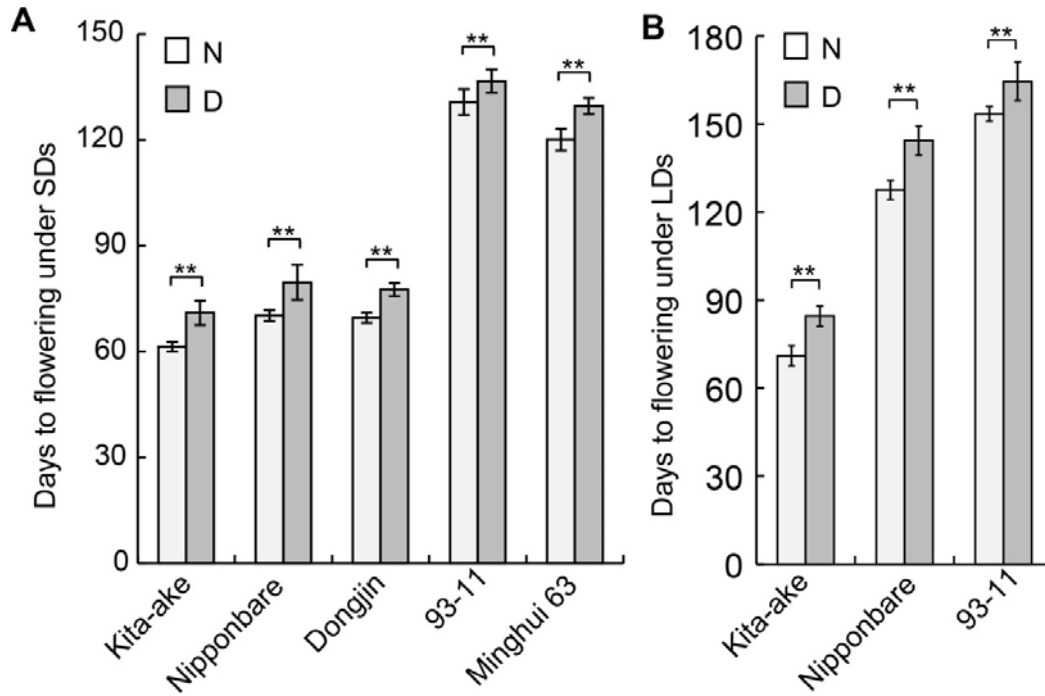 A
Days to flowering under SDs
150
120
90
60
30
0
N
D
**
**
**
**
**
Kita-ake
Nipponbare
Dongjin
93-11
Minghui 63
B
Days to flowering under LDs
180
150
120
90
60
30
0
N
D
**
**
**
Kita-ake
Nipponbare
93-11